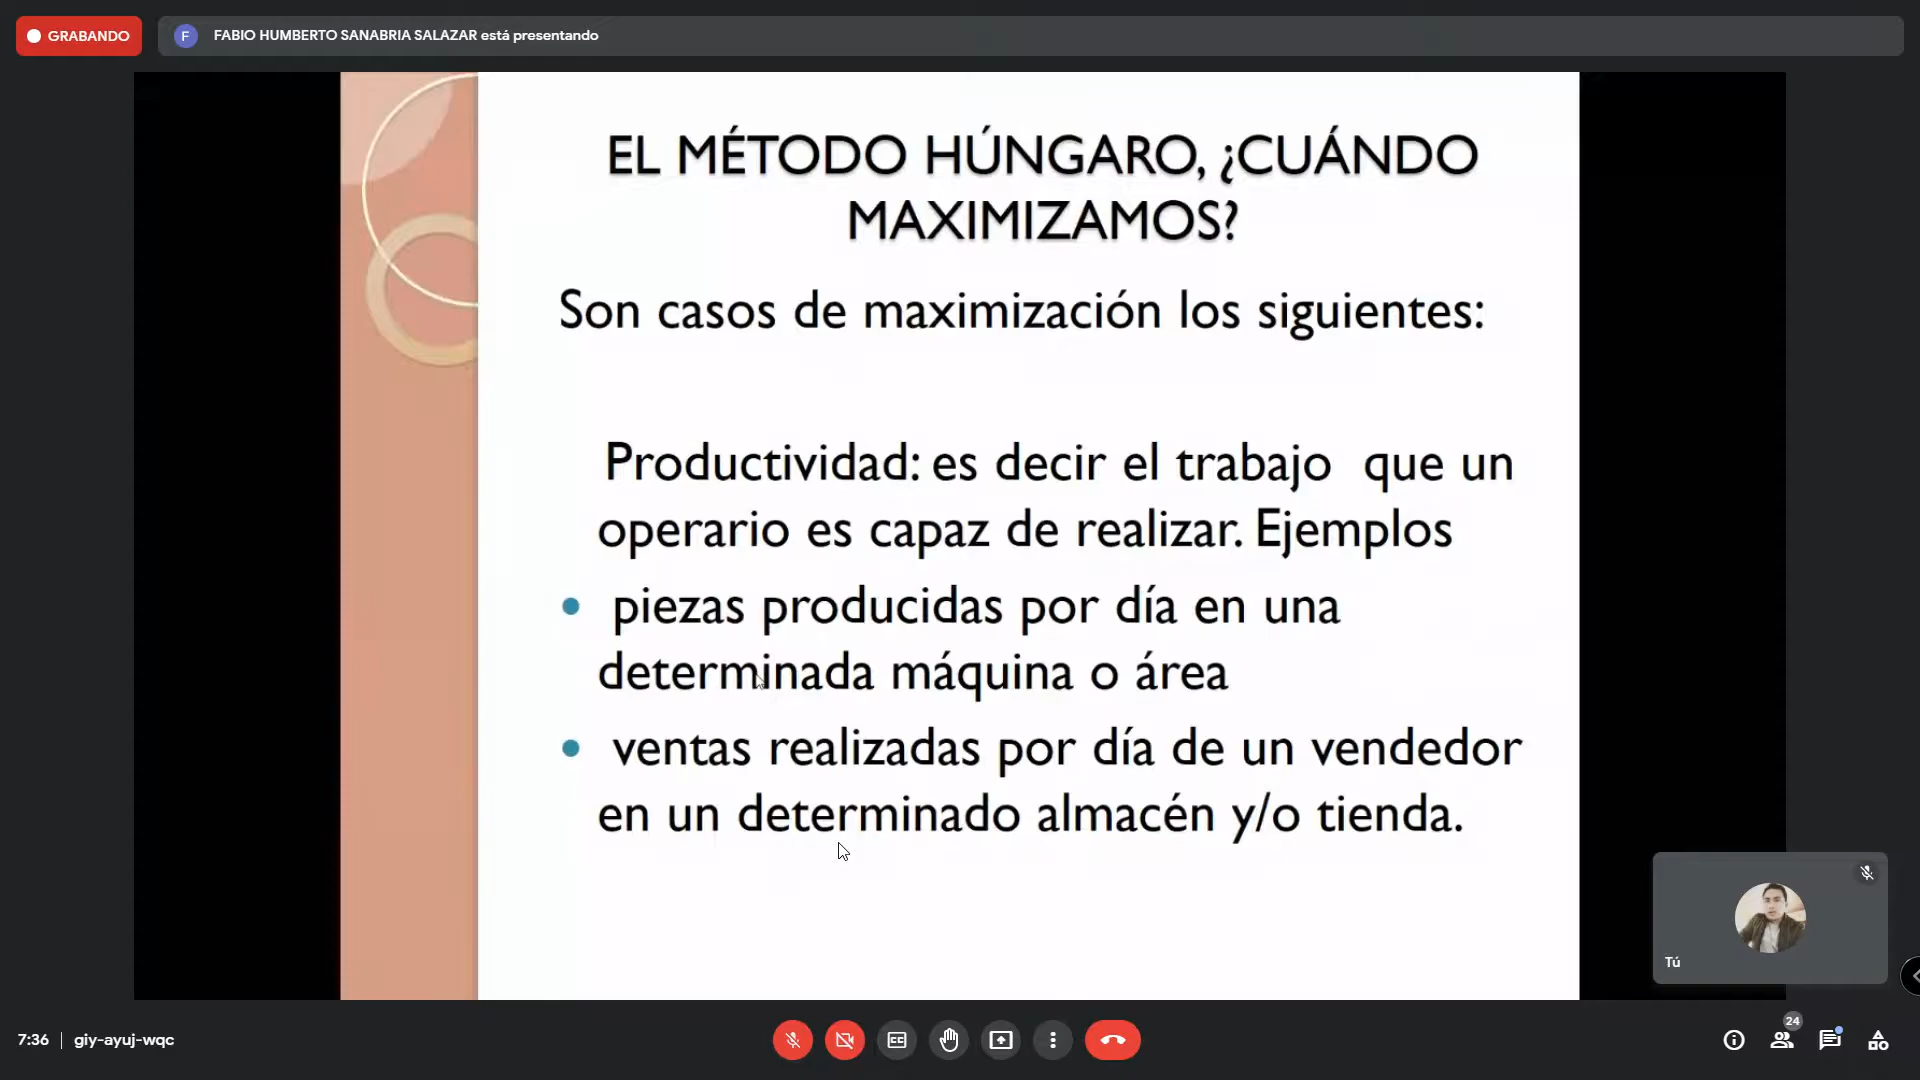 GRABANDO
F
FABIO HUMBERTO SANABRIA SALAZAR está presentando
EL MÉTODO HÚNGARO, ¿CUÁNDO
MAXIMIZAMOS?
Son casos de maximización los siguientes:
Productividad: es decir el trabajo que un
operario es capaz de realizar. Ejemplos
• piezas producidas por día en una
determinada máquina o área
• ventas realizadas por día de un vendedor
en un determinado almacén y/o tienda.
Tú
7:36 | giy-ayuj-wqc
CC
24